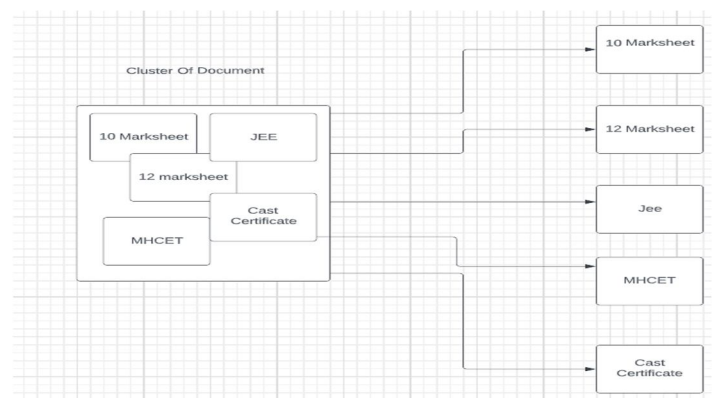 Cluster Of Document
10 Marksheet
JEE
12 marksheet
Cast
Certificate
MHCET
10 Marksheet
12 Marksheet
Jee
MHCET
Cast
Certificate